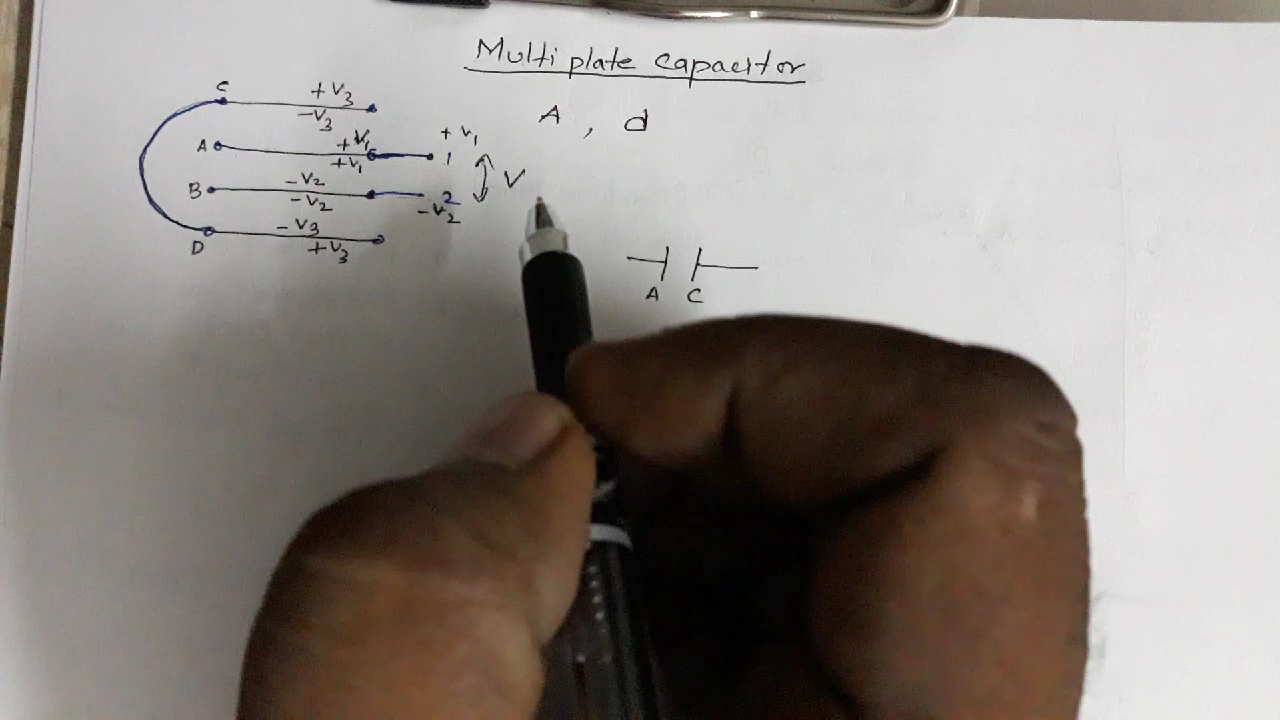 Multiplate capacitor
A, d
C +V3
-V3
A +V1 +V1
+V1 1
V
B -V2 2
-V2 -V2
D -V3
+V3
A C